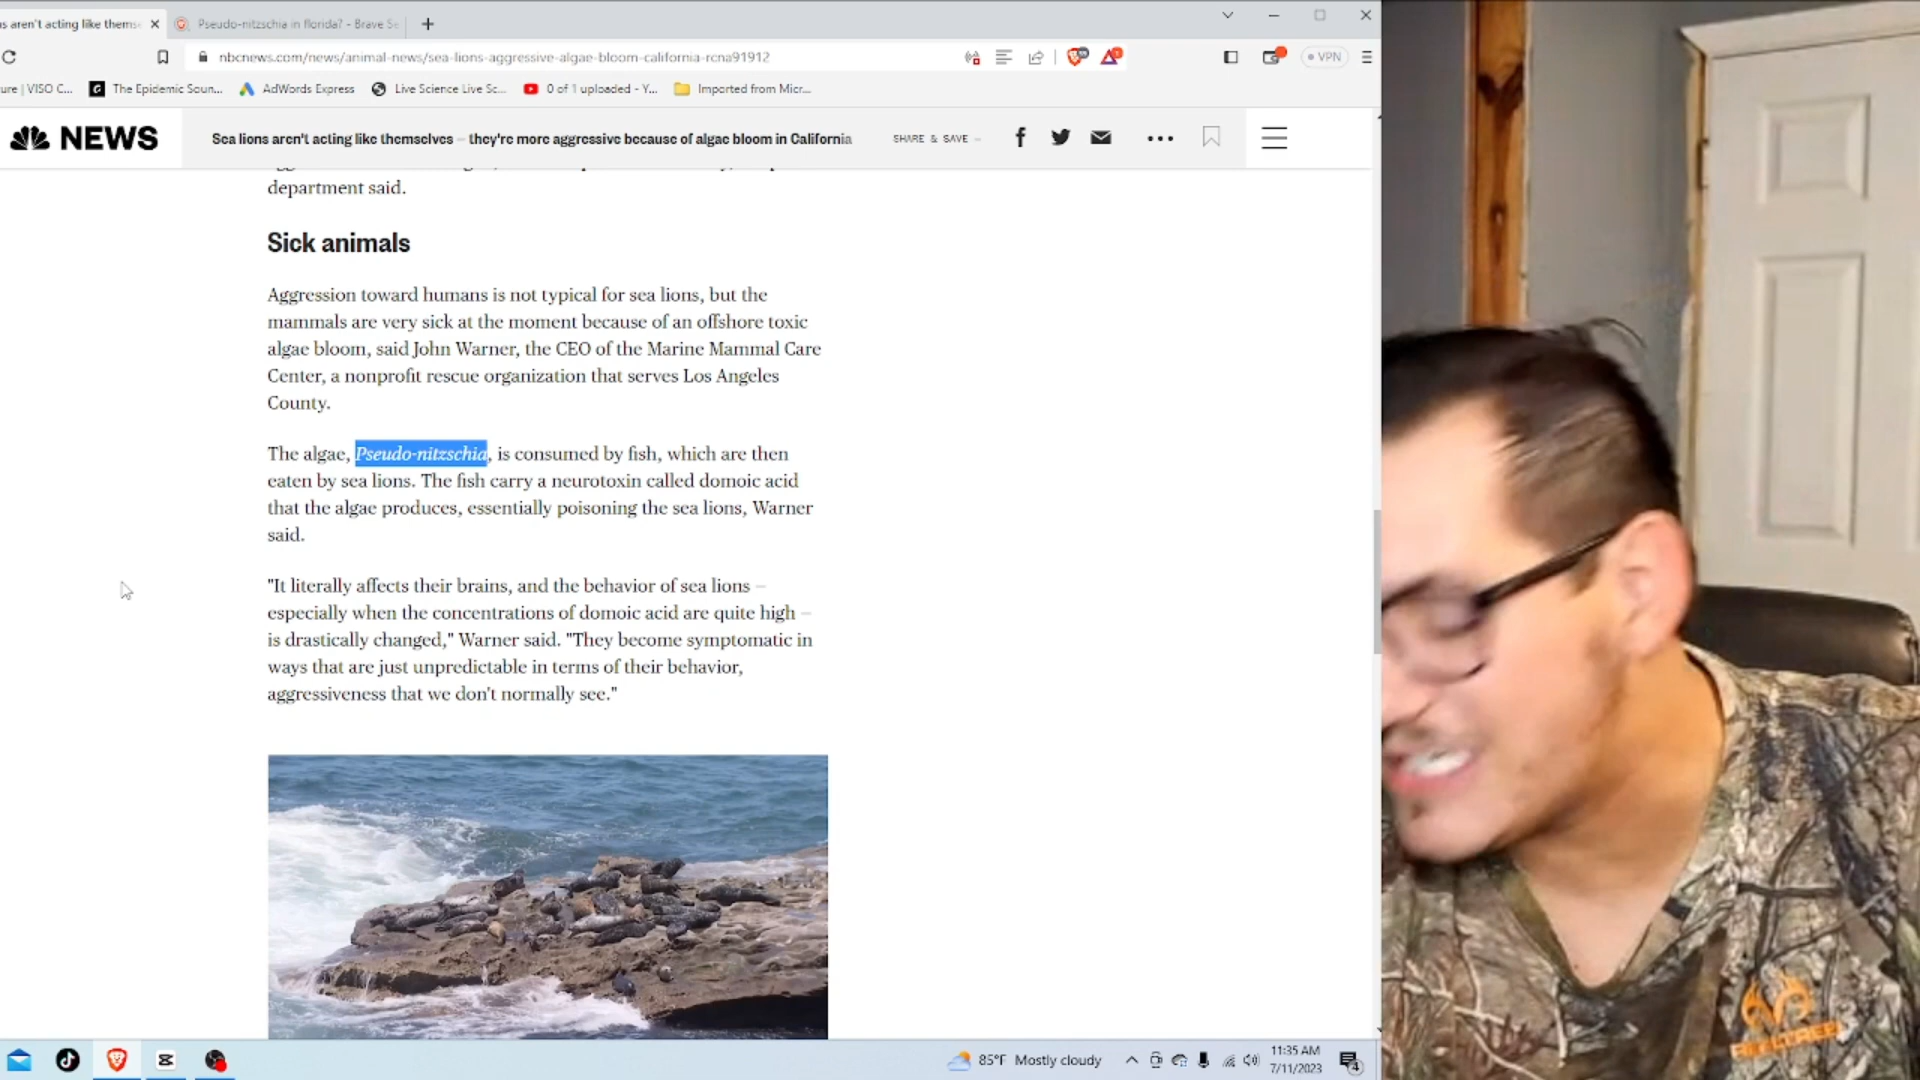 s aren't acting like thems
Pseudo-nitzschia in florida? - Brave Se
nbcnews.com/news/animal-news/sea-lions-aggressive-algae-bloom-california-rcna91912
VPN
ure | VISO C...
The Epidemic Soun...
AdWords Express
Live Science Live Sc...
0 of 1 uploaded - Y...
Imported from Micr...
NEWS
Sea lions aren't acting like themselves – they're more aggressive because of algae bloom in California
SHARE & SAVE –
department said.
Sick animals
Aggression toward humans is not typical for sea lions, but the
mammals are very sick at the moment because of an offshore toxic
algae bloom, said John Warner, the CEO of the Marine Mammal Care
Center, a nonprofit rescue organization that serves Los Angeles
County.
The algae, Pseudo-nitzschia, is consumed by fish, which are then
eaten by sea lions. The fish carry a neurotoxin called domoic acid
that the algae produces, essentially poisoning the sea lions, Warner
said.
"It literally affects their brains, and the behavior of sea lions –
especially when the concentrations of domoic acid are quite high –
is drastically changed," Warner said. "They become symptomatic in
ways that are just unpredictable in terms of their behavior,
aggressiveness that we don't normally see."
REALTREE
85°F Mostly cloudy
11:35 AM
7/11/2023
4